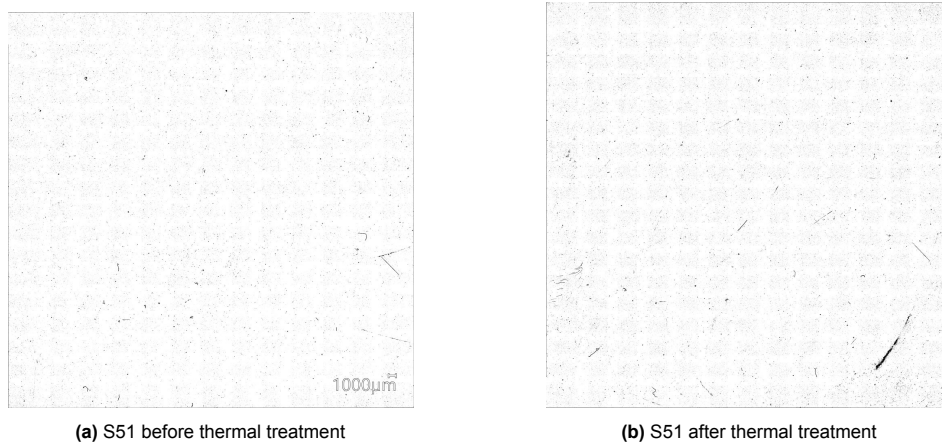 1000μm
(a) S51 before thermal treatment
(b) S51 after thermal treatment